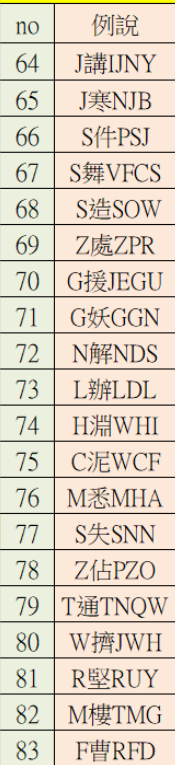 no 例說
64 J講IJNY
65 J寒NJB
66 S件PSJ
67 S舞VFCS
68 S造SOW
69 Z處ZPR
70 G援JEGU
71 G妖GGN
72 N解NDS
73 L辦LDL
74 H淵WHI
75 C泥WCF
76 M悉MHA
77 S失SNN
78 Z佔PZO
79 T通TNQW
80 W擠JWH
81 R堅RUY
82 M樓TMG
83 F曹RFD